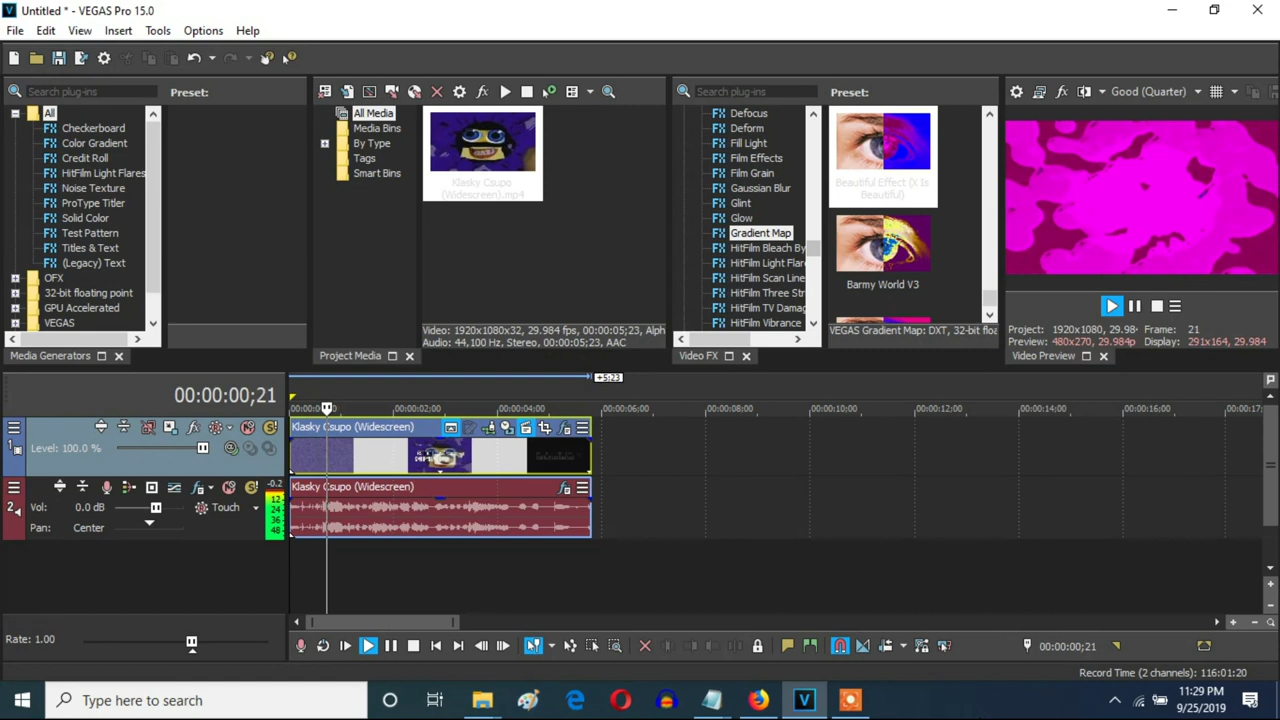 Untitled * - VEGAS Pro 15.0
File Edit View Insert Tools Options Help
Search plug-ins
Preset:
All
Checkerboard
Color Gradient
Credit Roll
HitFilm Light Flares
Noise Texture
ProType Titler
Solid Color
Test Pattern
Titles & Text
(Legacy) Text
OFX
32-bit floating point
GPU Accelerated
VEGAS
Media Generators
All Media
Media Bins
By Type
Tags
Smart Bins
Klasky Csupo
(Widescreen).mp4
Video: 1920x1080x32, 29.984 fps, 00:00:05;23, Alph
Audio: 44,100 Hz, Stereo, 00:00:05;23, AAC
Project Media
Search plug-ins
Preset:
Defocus
Deform
Fill Light
Film Effects
Film Grain
Gaussian Blur
Glint
Glow
Gradient Map
HitFilm Bleach By
HitFilm Light Flare
HitFilm Scan Line
HitFilm Three Str
HitFilm TV Damag
HitFilm Vibrance
Beautiful Effect (X Is
Beautiful)
Barmy World V3
VEGAS Gradient Map: DXT, 32-bit floa
Video FX
Good (Quarter)
Project: 1920x1080, 29.98 Frame: 21
Preview: 480x270, 29.984p Display: 291x164, 29.984
Video Preview
+5:23
00:00:00;21
00:00:02;00 00:00:04;00 00:00:06;00 00:00:08;00 00:00:10;00 00:00:12;00 00:00:14;00 00:00:16;00
1
Level: 100.0 %
Klasky Csupo (Widescreen)
2
Vol: 0.0 dB
Touch
Pan: Center
-0.2
12
24
36
48
Klasky Csupo (Widescreen)
Rate: 1.00
00:00:00;21
Record Time (2 channels): 116:01:20
Type here to search
11:29 PM
9/25/2019